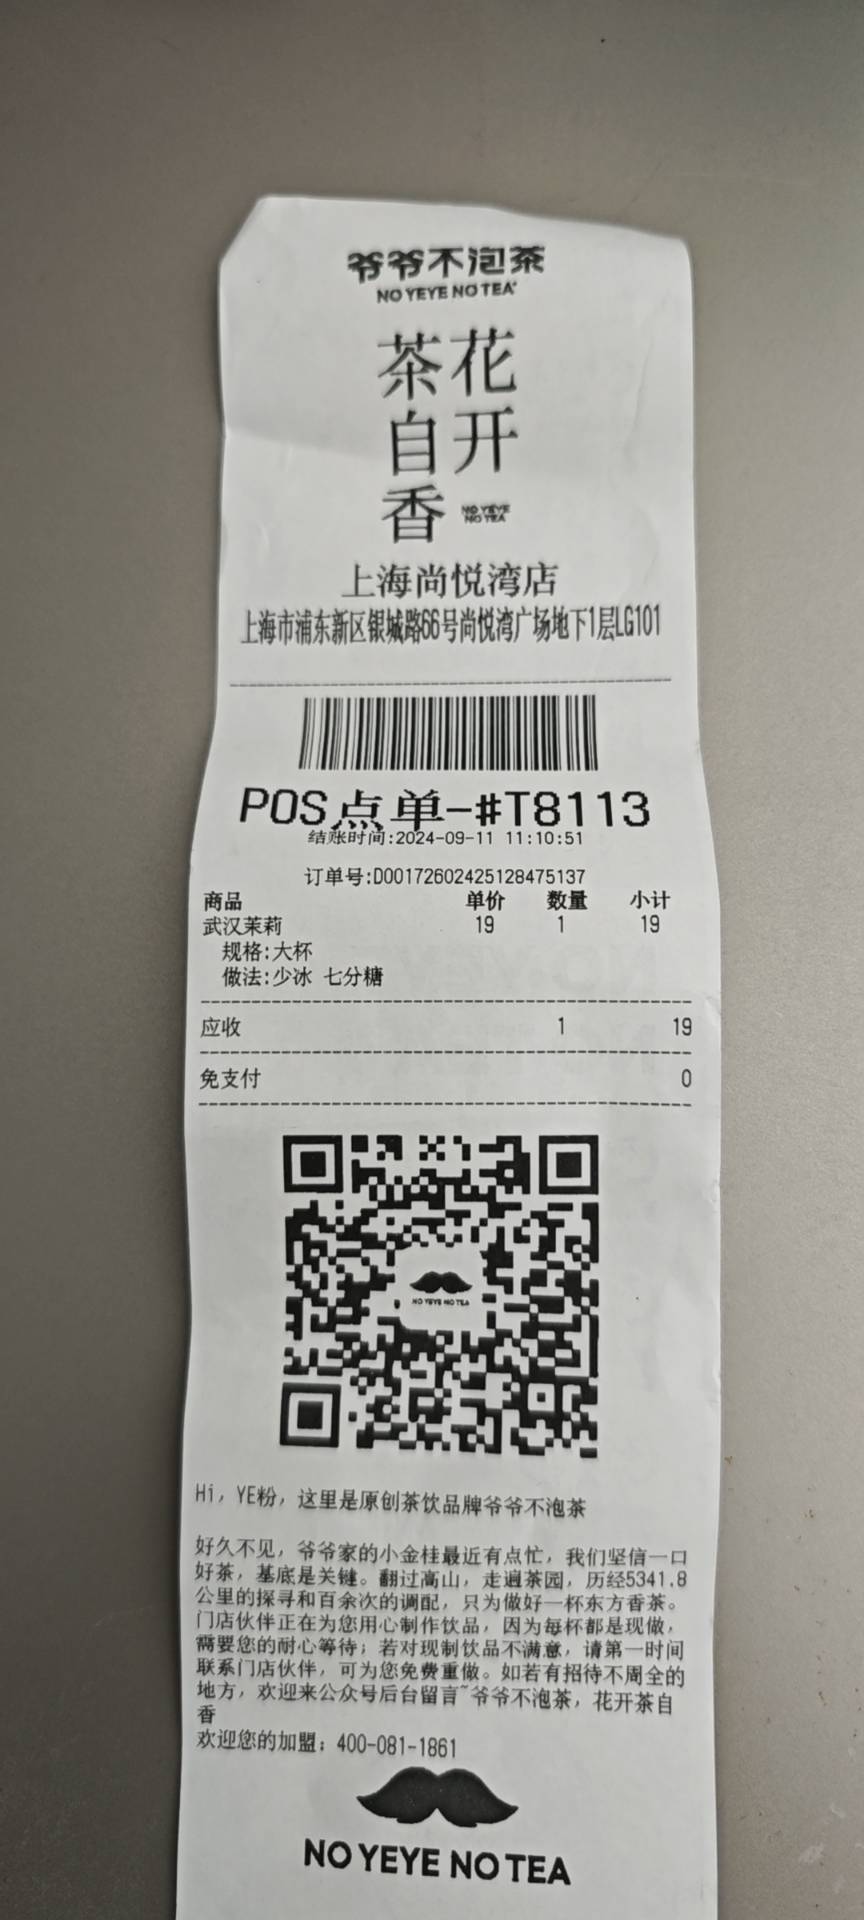 爷爷不泡茶
NO YEYE NO TEA
花开
茶自香
NO YEYE
NO TEA
上海尚悦湾店
上海市浦东新区银城路66号尚悦湾广场地下1层LG101
POS点单-#T8113
结账时间:2024-09-11 11:10:51
订单号:D001726024251284751​37
商品 单价 数量 小计
武汉茉莉 19 1 19
规格:大杯
做法:少冰 七分糖
应收 1 19
免支付 0
NO YEYE NO TEA
Hi, YE粉, 这里是原创茶饮品牌爷爷不泡茶
好久不见, 爷爷家的小金桂最近有点忙, 我们坚信一口
好茶, 基底是关键。翻过高山, 走遍茶园, 历经5341.8
公里的探寻和百余次的调配, 只为做好一杯东方香茶。
门店伙伴正在为您用心制作饮品, 因为每杯都是现做,
需要您的耐心等待; 若对现制饮品不满意, 请第一时间
联系门店伙伴, 可为您免费重做。如若有招待不周全的
地方, 欢迎来公众号后台留言~爷爷不泡茶, 花开茶自
香
欢迎您的加盟: 400-081-1861
NO YEYE NO TEA